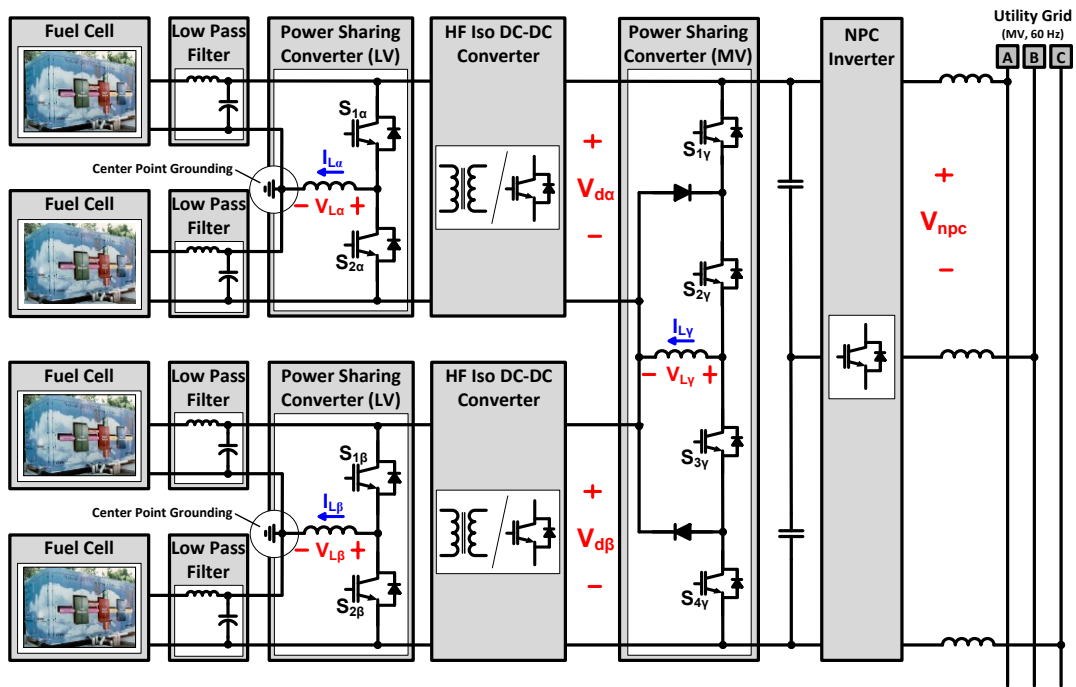 Fuel Cell
Low Pass
Filter
Power Sharing
Converter (LV)
HF Iso DC-DC
Converter
Power Sharing
Converter (MV)
NPC
Inverter
Utility Grid
(MV, 60 Hz)
A B C
S1α
Center Point Grounding
ILα
− VLα +
S2α
Fuel Cell
Low Pass
Filter
+
Vdα
−
S1γ
S2γ
ILγ
− VLγ +
S3γ
S4γ
+
Vnpc
−
Fuel Cell
Low Pass
Filter
Power Sharing
Converter (LV)
HF Iso DC-DC
Converter
S1β
Center Point Grounding
ILβ
− VLβ +
S2β
Fuel Cell
Low Pass
Filter
+
Vdβ
−